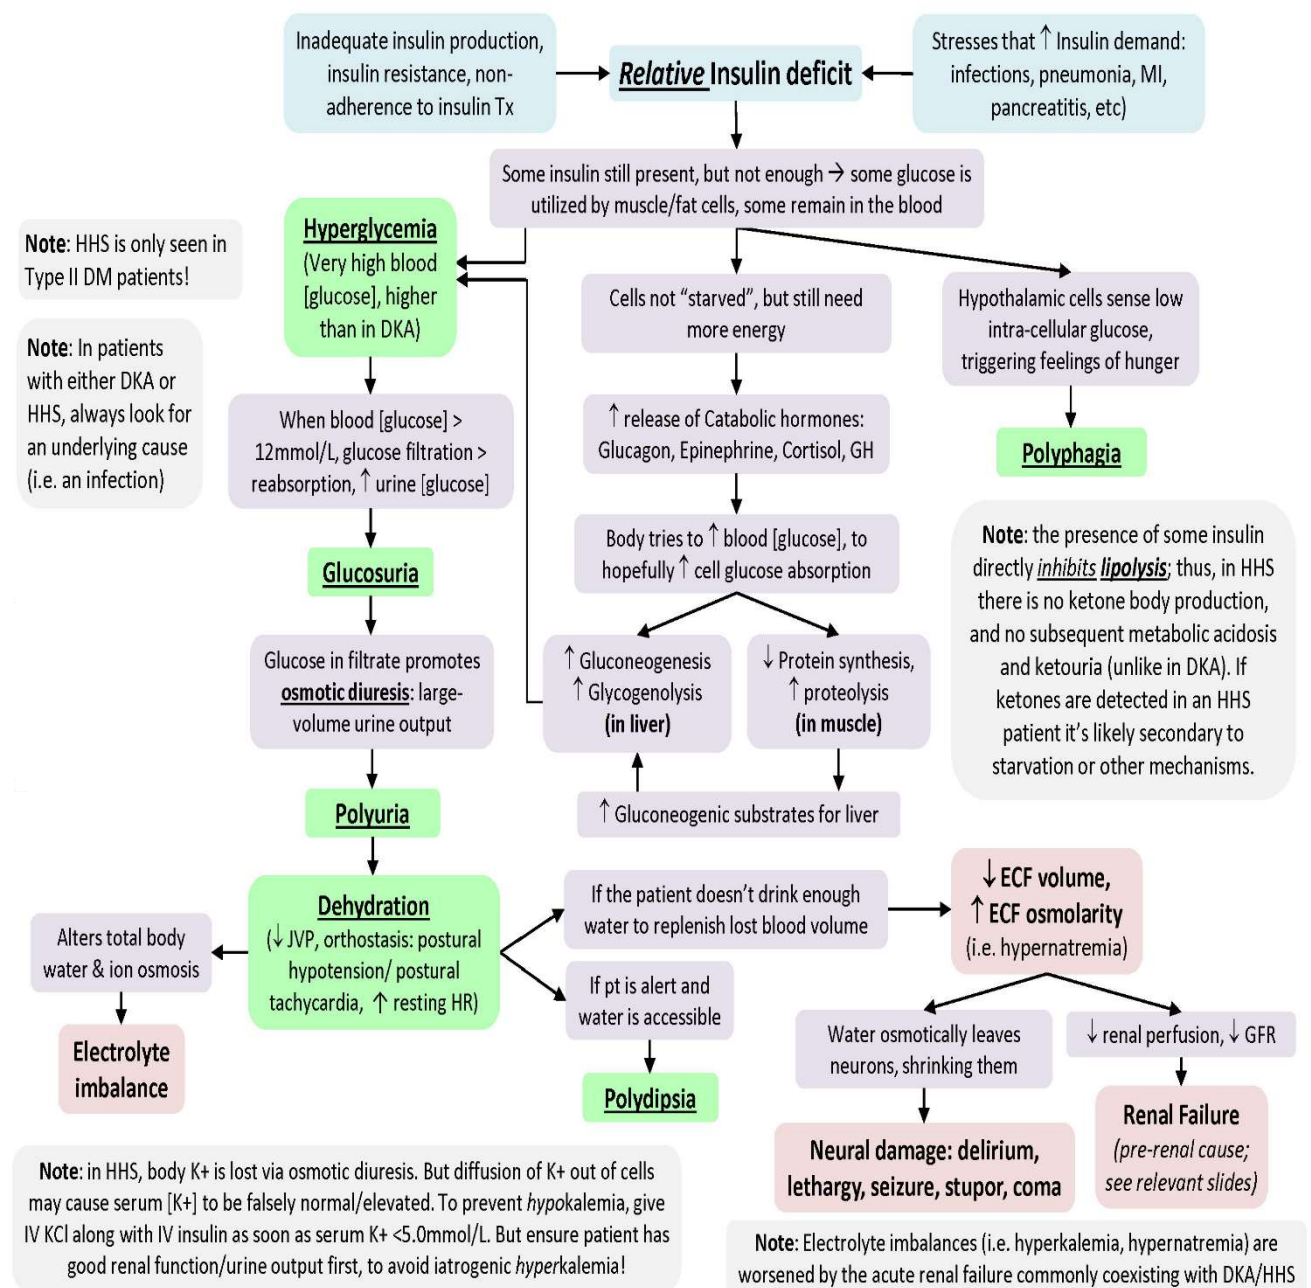 Inadequate insulin production,
insulin resistance, non-
adherence to insulin Tx
Relative Insulin deficit
Stresses that ↑ Insulin demand:
infections, pneumonia, MI,
pancreatitis, etc)
Some insulin still present, but not enough → some glucose is
utilized by muscle/fat cells, some remain in the blood
Note: HHS is only seen in
Type II DM patients!
Note: In patients
with either DKA or
HHS, always look for
an underlying cause
(i.e. an infection)
Hyperglycemia
(Very high blood
[glucose], higher
than in DKA)
Cells not “starved”, but still need
more energy
Hypothalamic cells sense low
intra-cellular glucose,
triggering feelings of hunger
When blood [glucose] >
12mmol/L, glucose filtration >
reabsorption, ↑ urine [glucose]
↑ release of Catabolic hormones:
Glucagon, Epinephrine, Cortisol, GH
Polyphagia
Glucosuria
Body tries to ↑ blood [glucose], to
hopefully ↑ cell glucose absorption
Note: the presence of some insulin
directly inhibits lipolysis; thus, in HHS
there is no ketone body production,
and no subsequent metabolic acidosis
and ketouria (unlike in DKA). If
ketones are detected in an HHS
patient it’s likely secondary to
starvation or other mechanisms.
Glucose in filtrate promotes
osmotic diuresis: large-
volume urine output
↑ Gluconeogenesis
↑ Glycogenolysis
(in liver)
↓ Protein synthesis,
↑ proteolysis
(in muscle)
Polyuria
↑ Gluconeogenic substrates for liver
Dehydration
(↓ JVP, orthostasis: postural
hypotension/ postural
tachycardia, ↑ resting HR)
If the patient doesn’t drink enough
water to replenish lost blood volume
↓ ECF volume,
↑ ECF osmolarity
(i.e. hypernatremia)
Alters total body
water & ion osmosis
If pt is alert and
water is accessible
Electrolyte
imbalance
Polydipsia
Water osmotically leaves
neurons, shrinking them
↓ renal perfusion, ↓ GFR
Neural damage: delirium,
lethargy, seizure, stupor, coma
Renal Failure
(pre-renal cause;
see relevant slides)
Note: in HHS, body K+ is lost via osmotic diuresis. But diffusion of K+ out of cells
may cause serum [K+] to be falsely normal/elevated. To prevent hypokalemia, give
IV KCl along with IV insulin as soon as serum K+ <5.0mmol/L. But ensure patient has
good renal function/urine output first, to avoid iatrogenic hyperkalemia!
Note: Electrolyte imbalances (i.e. hyperkalemia, hypernatremia) are
worsened by the acute renal failure commonly coexisting with DKA/HHS